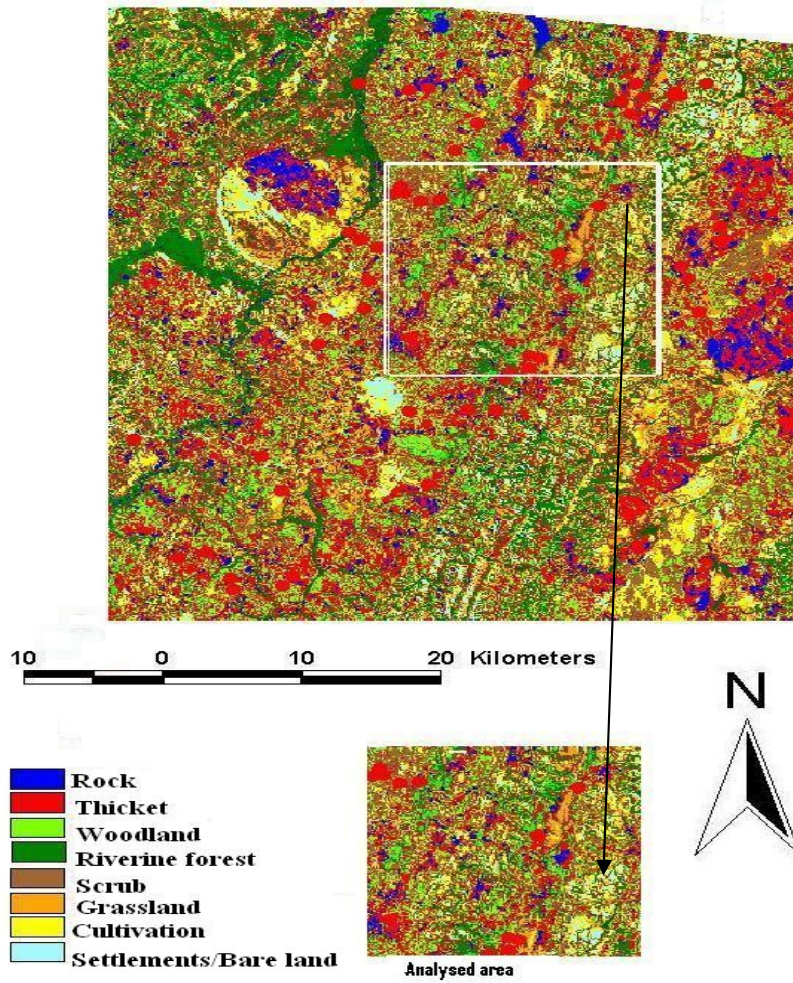 10 0 10 20 Kilometers
N
Rock
Thicket
Woodland
Riverine forest
Scrub
Grassland
Cultivation
Settlements/Bare land
Analysed area